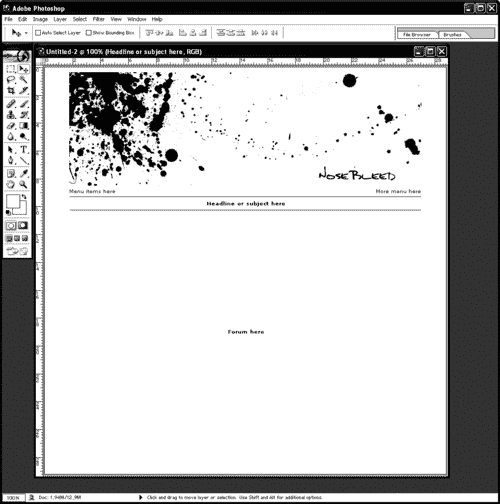 Adobe Photoshop
File Edit Image Layer Select Filter View Window Help
Auto Select Layer Show Bounding Box File Browser Brushes
Untitled-2 @ 100% (Headline or subject here, RGB)
NOSEBLEED
Menu items here More menu here
Headline or subject here
Forum here
100% Doc: 1,94M/12,9M Click and drag to move layer or selection. Use Shift and Alt for additional options.